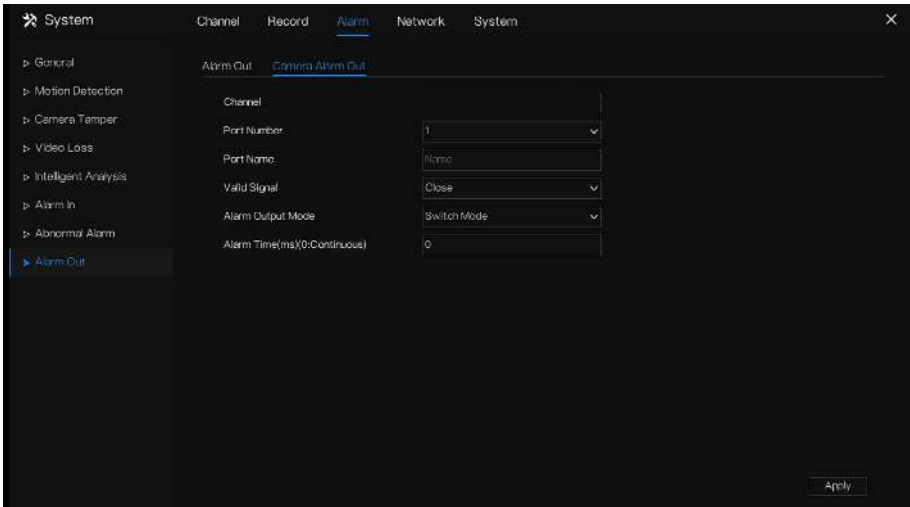 System
Channel Record Alarm Network System
General
Motion Detection
Camera Tamper
Video Loss
Intelligent Analysis
Alarm In
Abnormal Alarm
Alarm Out
Alarm Out Camera Alarm Out
Channel
Port Number 1
Port Name Name
Valid Signal Close
Alarm Output Mode Switch Mode
Alarm Time(ms)(0:Continuous) 0
Apply